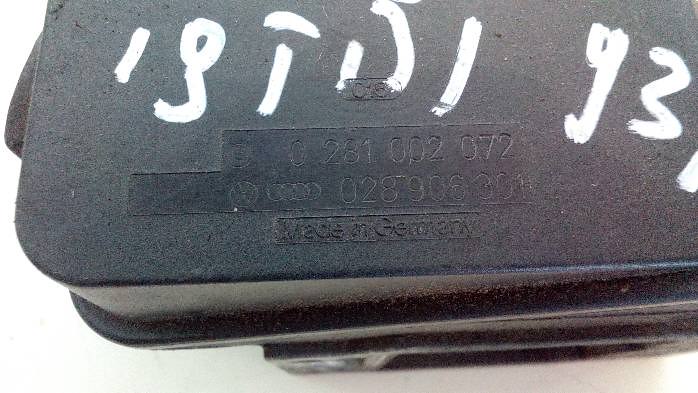 19TDI 93
B 0 281 002 072
028 906 301
Made in Germany